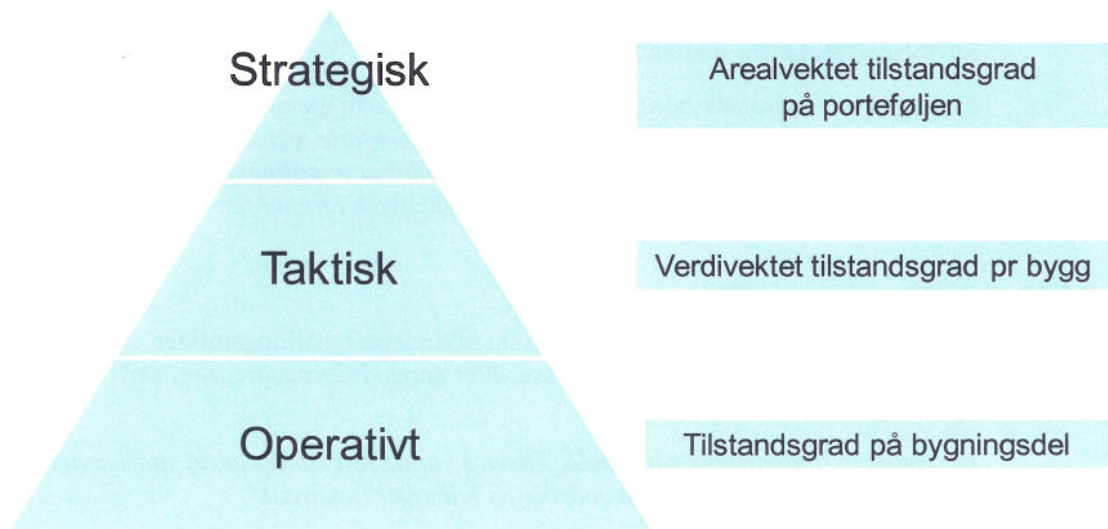 Strategisk
Arealvektet tilstandsgrad
på porteføljen
Taktisk
Verdivektet tilstandsgrad pr bygg
Operativt
Tilstandsgrad på bygningsdel